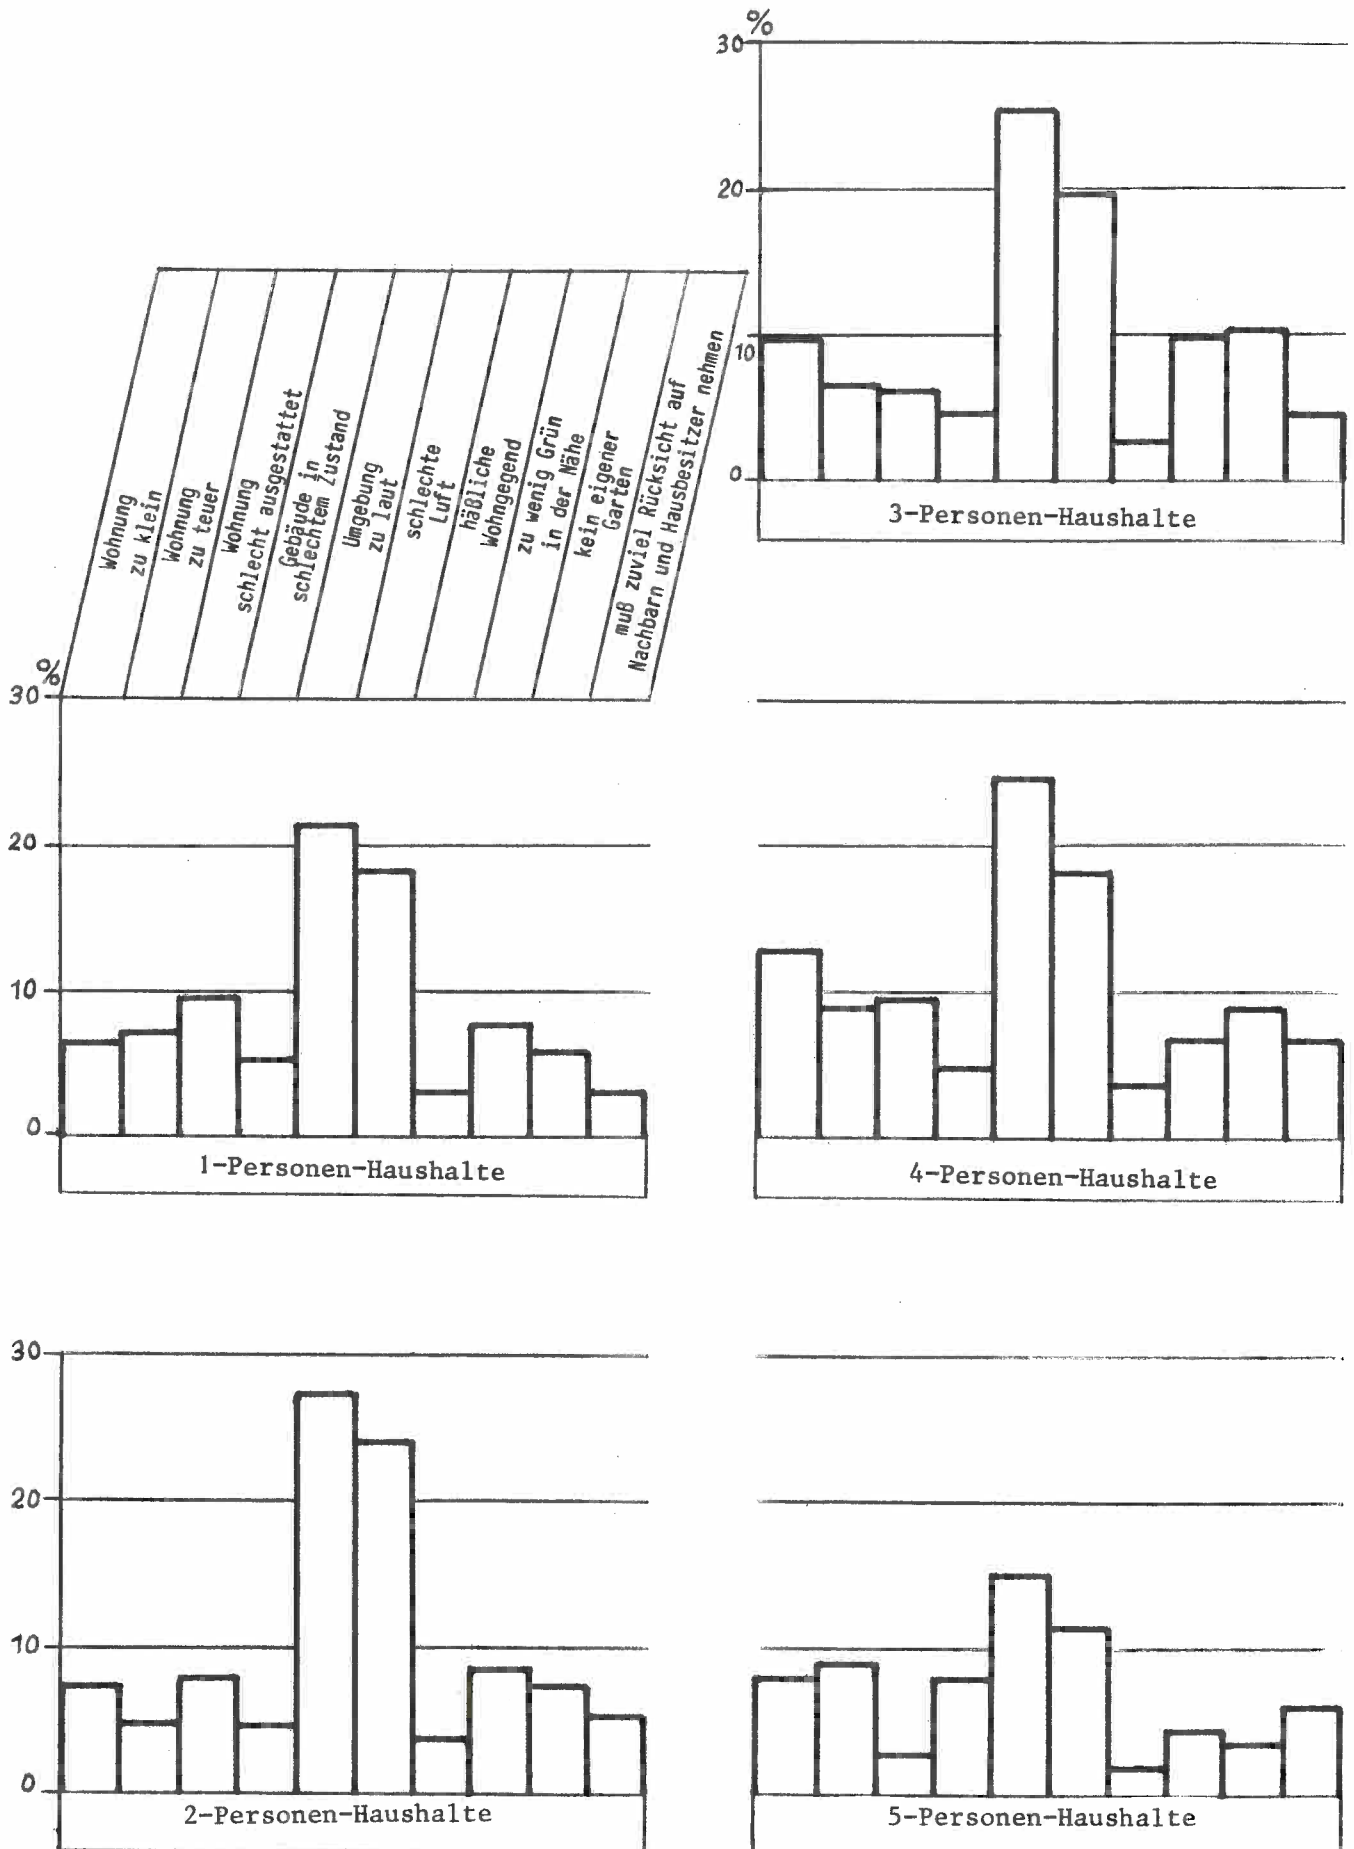 %
30
20
10
0
3-Personen-Haushalte
Wohnung
zu klein
Wohnung
zu teuer
Wohnung
schlecht ausgestattet
Gebäude in
schlechtem Zustand
Umgebung
zu laut
schlechte
Luft
häßliche
Wohngegend
zu wenig Grün
in der Nähe
kein eigener
Garten
muß zuviel Rücksicht auf
Nachbarn und Hausbesitzer nehmen
%
30
20
10
0
1-Personen-Haushalte
4-Personen-Haushalte
30
20
10
0
2-Personen-Haushalte
5-Personen-Haushalte